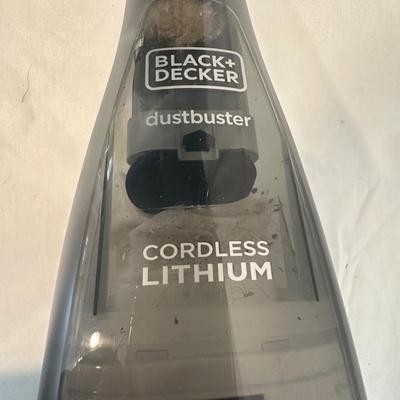 BLACK+
DECKER
dustbuster
CORDLESS
LITHIUM